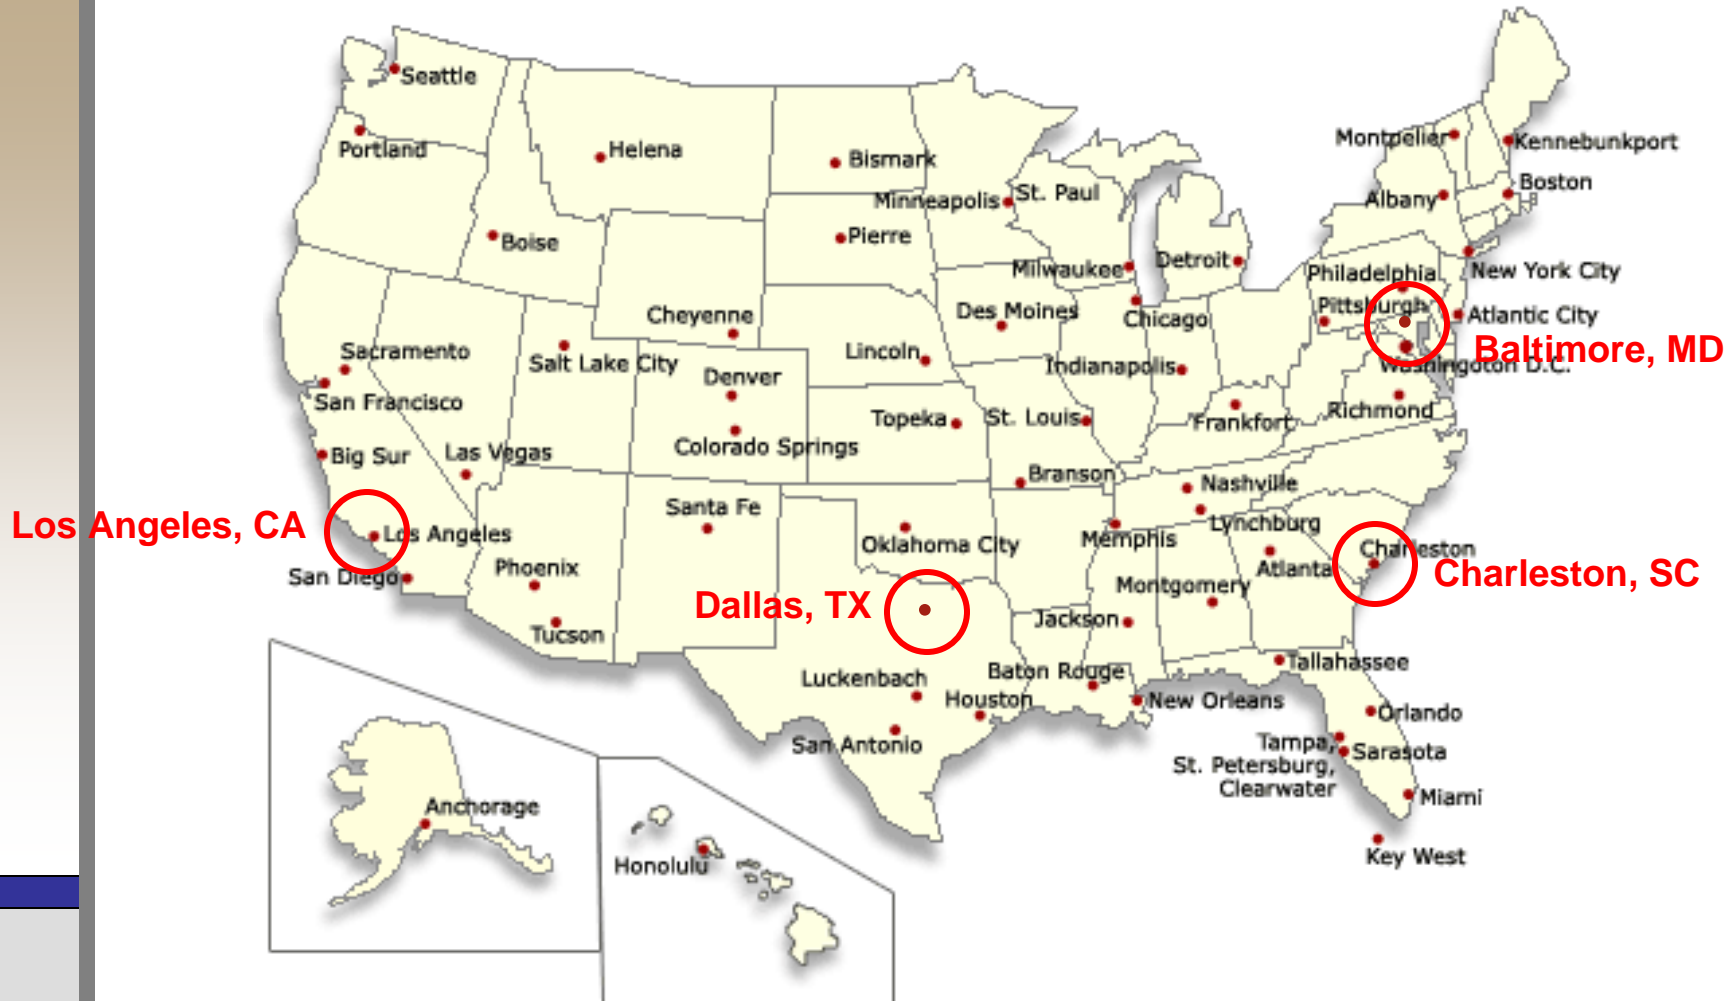 Seattle
Portland
Helena
Bismark
Montpelier
Kennebunkport
Boston
Albany
Minneapolis
St. Paul
Boise
Pierre
Milwaukee
Detroit
Philadelphia
New York City
Pittsburgh
Atlantic City
Baltimore, MD
Washingoton D.C.
Cheyenne
Des Moines
Chicago
Sacramento
Salt Lake City
Lincoln
Indianapolis
Denver
San Francisco
Topeka
St. Louis
Frankfort
Richmond
Big Sur
Las Vegas
Colorado Springs
Branson
Nashville
Santa Fe
Los Angeles, CA
Los Angeles
Oklahoma City
Memphis
Lynchburg
Charleston
Charleston, SC
San Diego
Phoenix
Atlanta
Montgomery
Dallas, TX
Tucson
Jackson
Tallahassee
Luckenbach
Baton Rouge
Houston
New Orleans
Orlando
San Antonio
Tampa,
St. Petersburg,
Clearwater
Sarasota
Miami
Anchorage
Honolulu
Key West